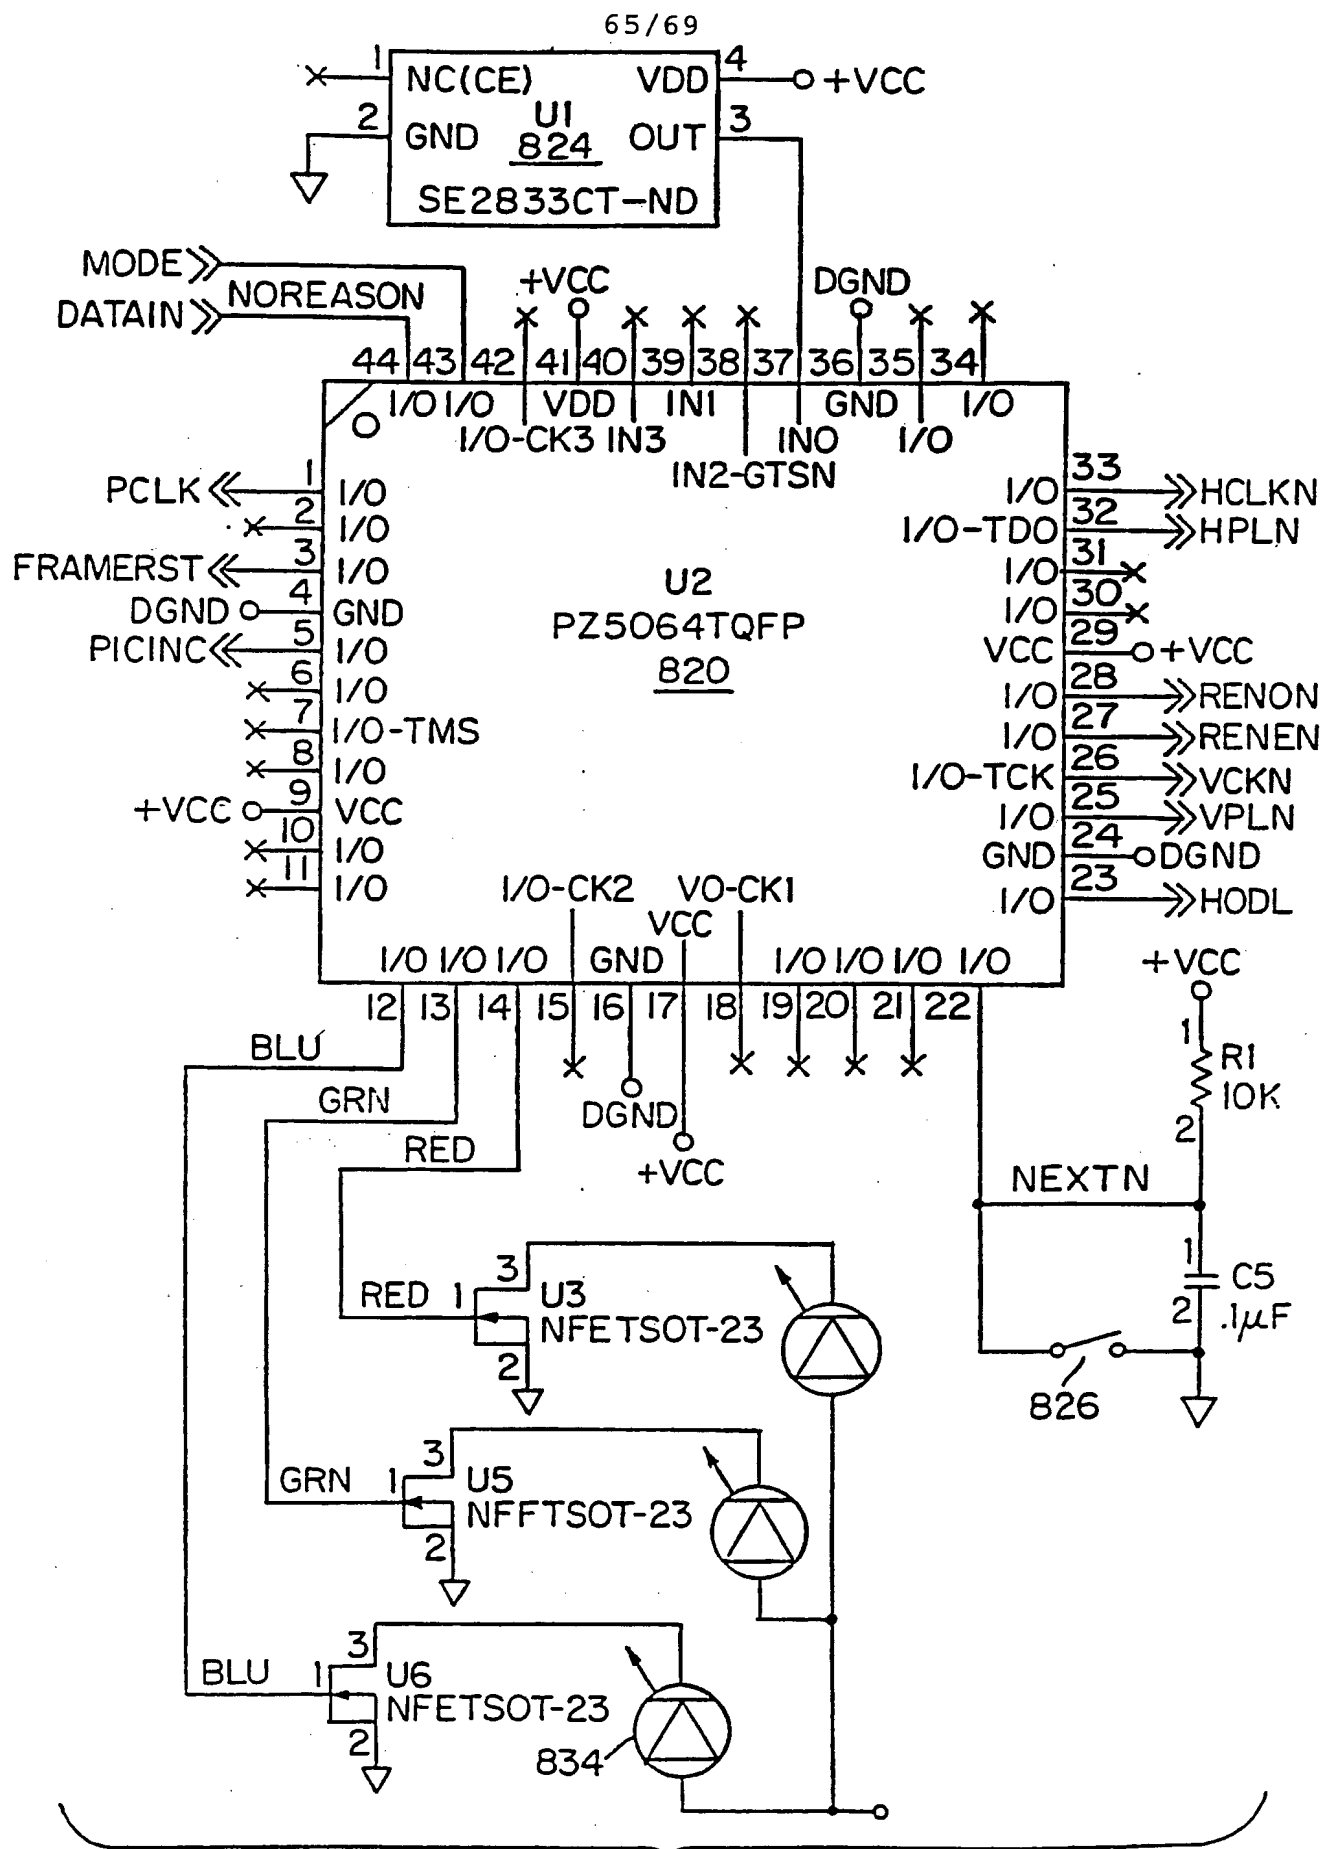 65/69
1 NC(CE) VDD 4 +VCC
2 GND U1 OUT 3
824
SE2833CT-ND
MODE
DATAIN NOREASON
+VCC DGND
44 43 42 41 40 39 38 37 36 35 34
I/O I/O VDD IN1 GND I/O
I/O-CK3 IN3 IN0 I/O
IN2-GTSN
PCLK 1 I/O
2 I/O
FRAMERST 3 I/O
DGND 4 GND
PICINC 5 I/O
6 I/O
7 I/O-TMS
8 I/O
+VCC 9 VCC
10 I/O
11 I/O
U2
PZ5064TQFP
820
I/O 33 HCLKN
I/O-TDO 32 HPLN
I/O 31
I/O 30
VCC 29 +VCC
I/O 28 RENON
I/O 27 RENEN
I/O-TCK 26 VCKN
I/O 25 VPLN
GND 24 DGND
I/O 23 HODL
I/O-CK2 VO-CK1
VCC
I/O I/O I/O GND I/O I/O I/O I/O
12 13 14 15 16 17 18 19 20 21 22
BLU
GRN
RED
DGND
+VCC
+VCC
1 R1
10K
2
NEXTN
1 C5
2 .1μF
826
RED 1 3 U3
NFETSOT-23
2
GRN 1 3 U5
NFFTSOT-23
2
BLU 1 3 U6
NFETSOT-23
2
834